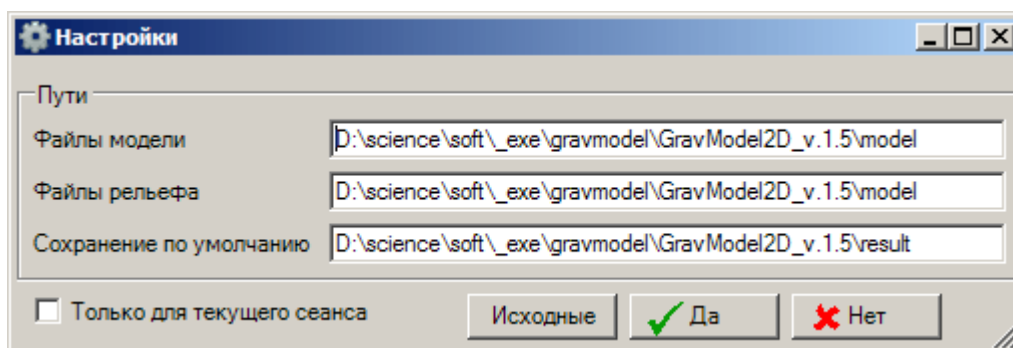 Настройки
Пути
Файлы модели D:\science\soft\_exe\gravmodel\GravModel2D_v.1.5\model
Файлы рельефа D:\science\soft\_exe\gravmodel\GravModel2D_v.1.5\model
Сохранение по умолчанию D:\science\soft\_exe\gravmodel\GravModel2D_v.1.5\result
Только для текущего сеанса Исходные Да Нет